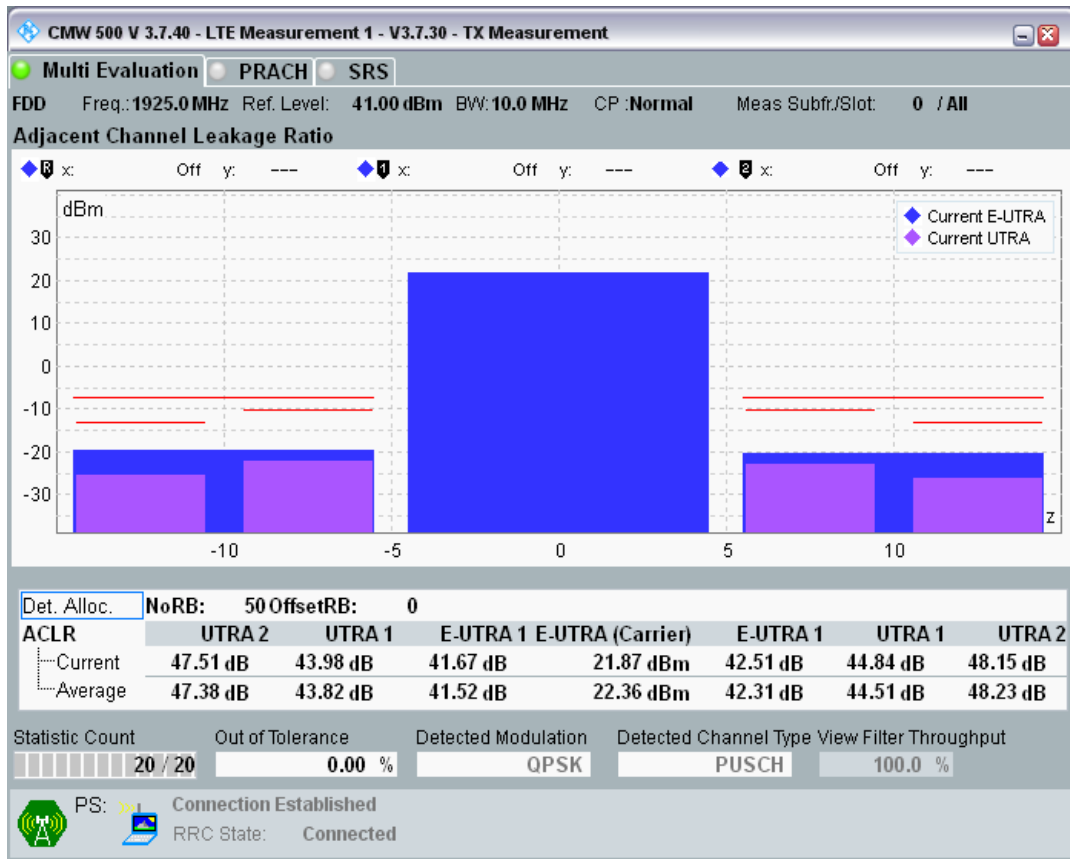 CMW 500 V 3.7.40 - LTE Measurement 1 - V3.7.30 - TX Measurement
Multi Evaluation PRACH SRS
FDD Freq.: 1925.0 MHz Ref. Level: 41.00 dBm BW: 10.0 MHz CP :Normal Meas Subfr./Slot: 0 / All
Adjacent Channel Leakage Ratio
R x: Off y: --- 1 x: Off y: --- 2 x: Off y: ---
dBm
Current E-UTRA
Current UTRA
30
20
10
0
-10
-20
-30
z
-10 -5 0 5 10
Det. Alloc. NoRB: 50 OffsetRB: 0
ACLR UTRA 2 UTRA 1 E-UTRA 1 E-UTRA (Carrier) E-UTRA 1 UTRA 1 UTRA 2
Current 47.51 dB 43.98 dB 41.67 dB 21.87 dBm 42.51 dB 44.84 dB 48.15 dB
Average 47.38 dB 43.82 dB 41.52 dB 22.36 dBm 42.31 dB 44.51 dB 48.23 dB
Statistic Count Out of Tolerance Detected Modulation Detected Channel Type View Filter Throughput
20 / 20 0.00 % QPSK PUSCH 100.0 %
PS: Connection Established
RRC State: Connected